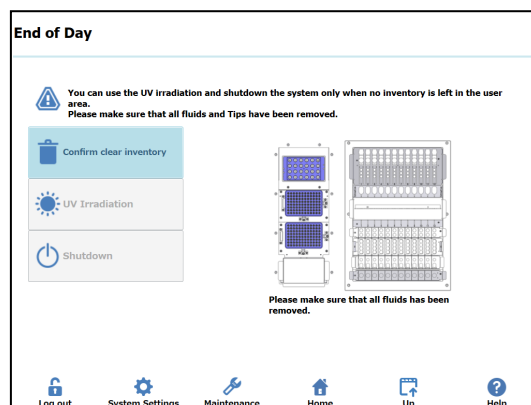 End of Day
You can use the UV irradiation and shutdown the system only when no inventory is left in the user
area.
Please make sure that all fluids and Tips have been removed.
Confirm clear inventory
UV Irradiation
Shutdown
Please make sure that all fluids has been
removed.
Log out System Settings Maintenance Home Up Help